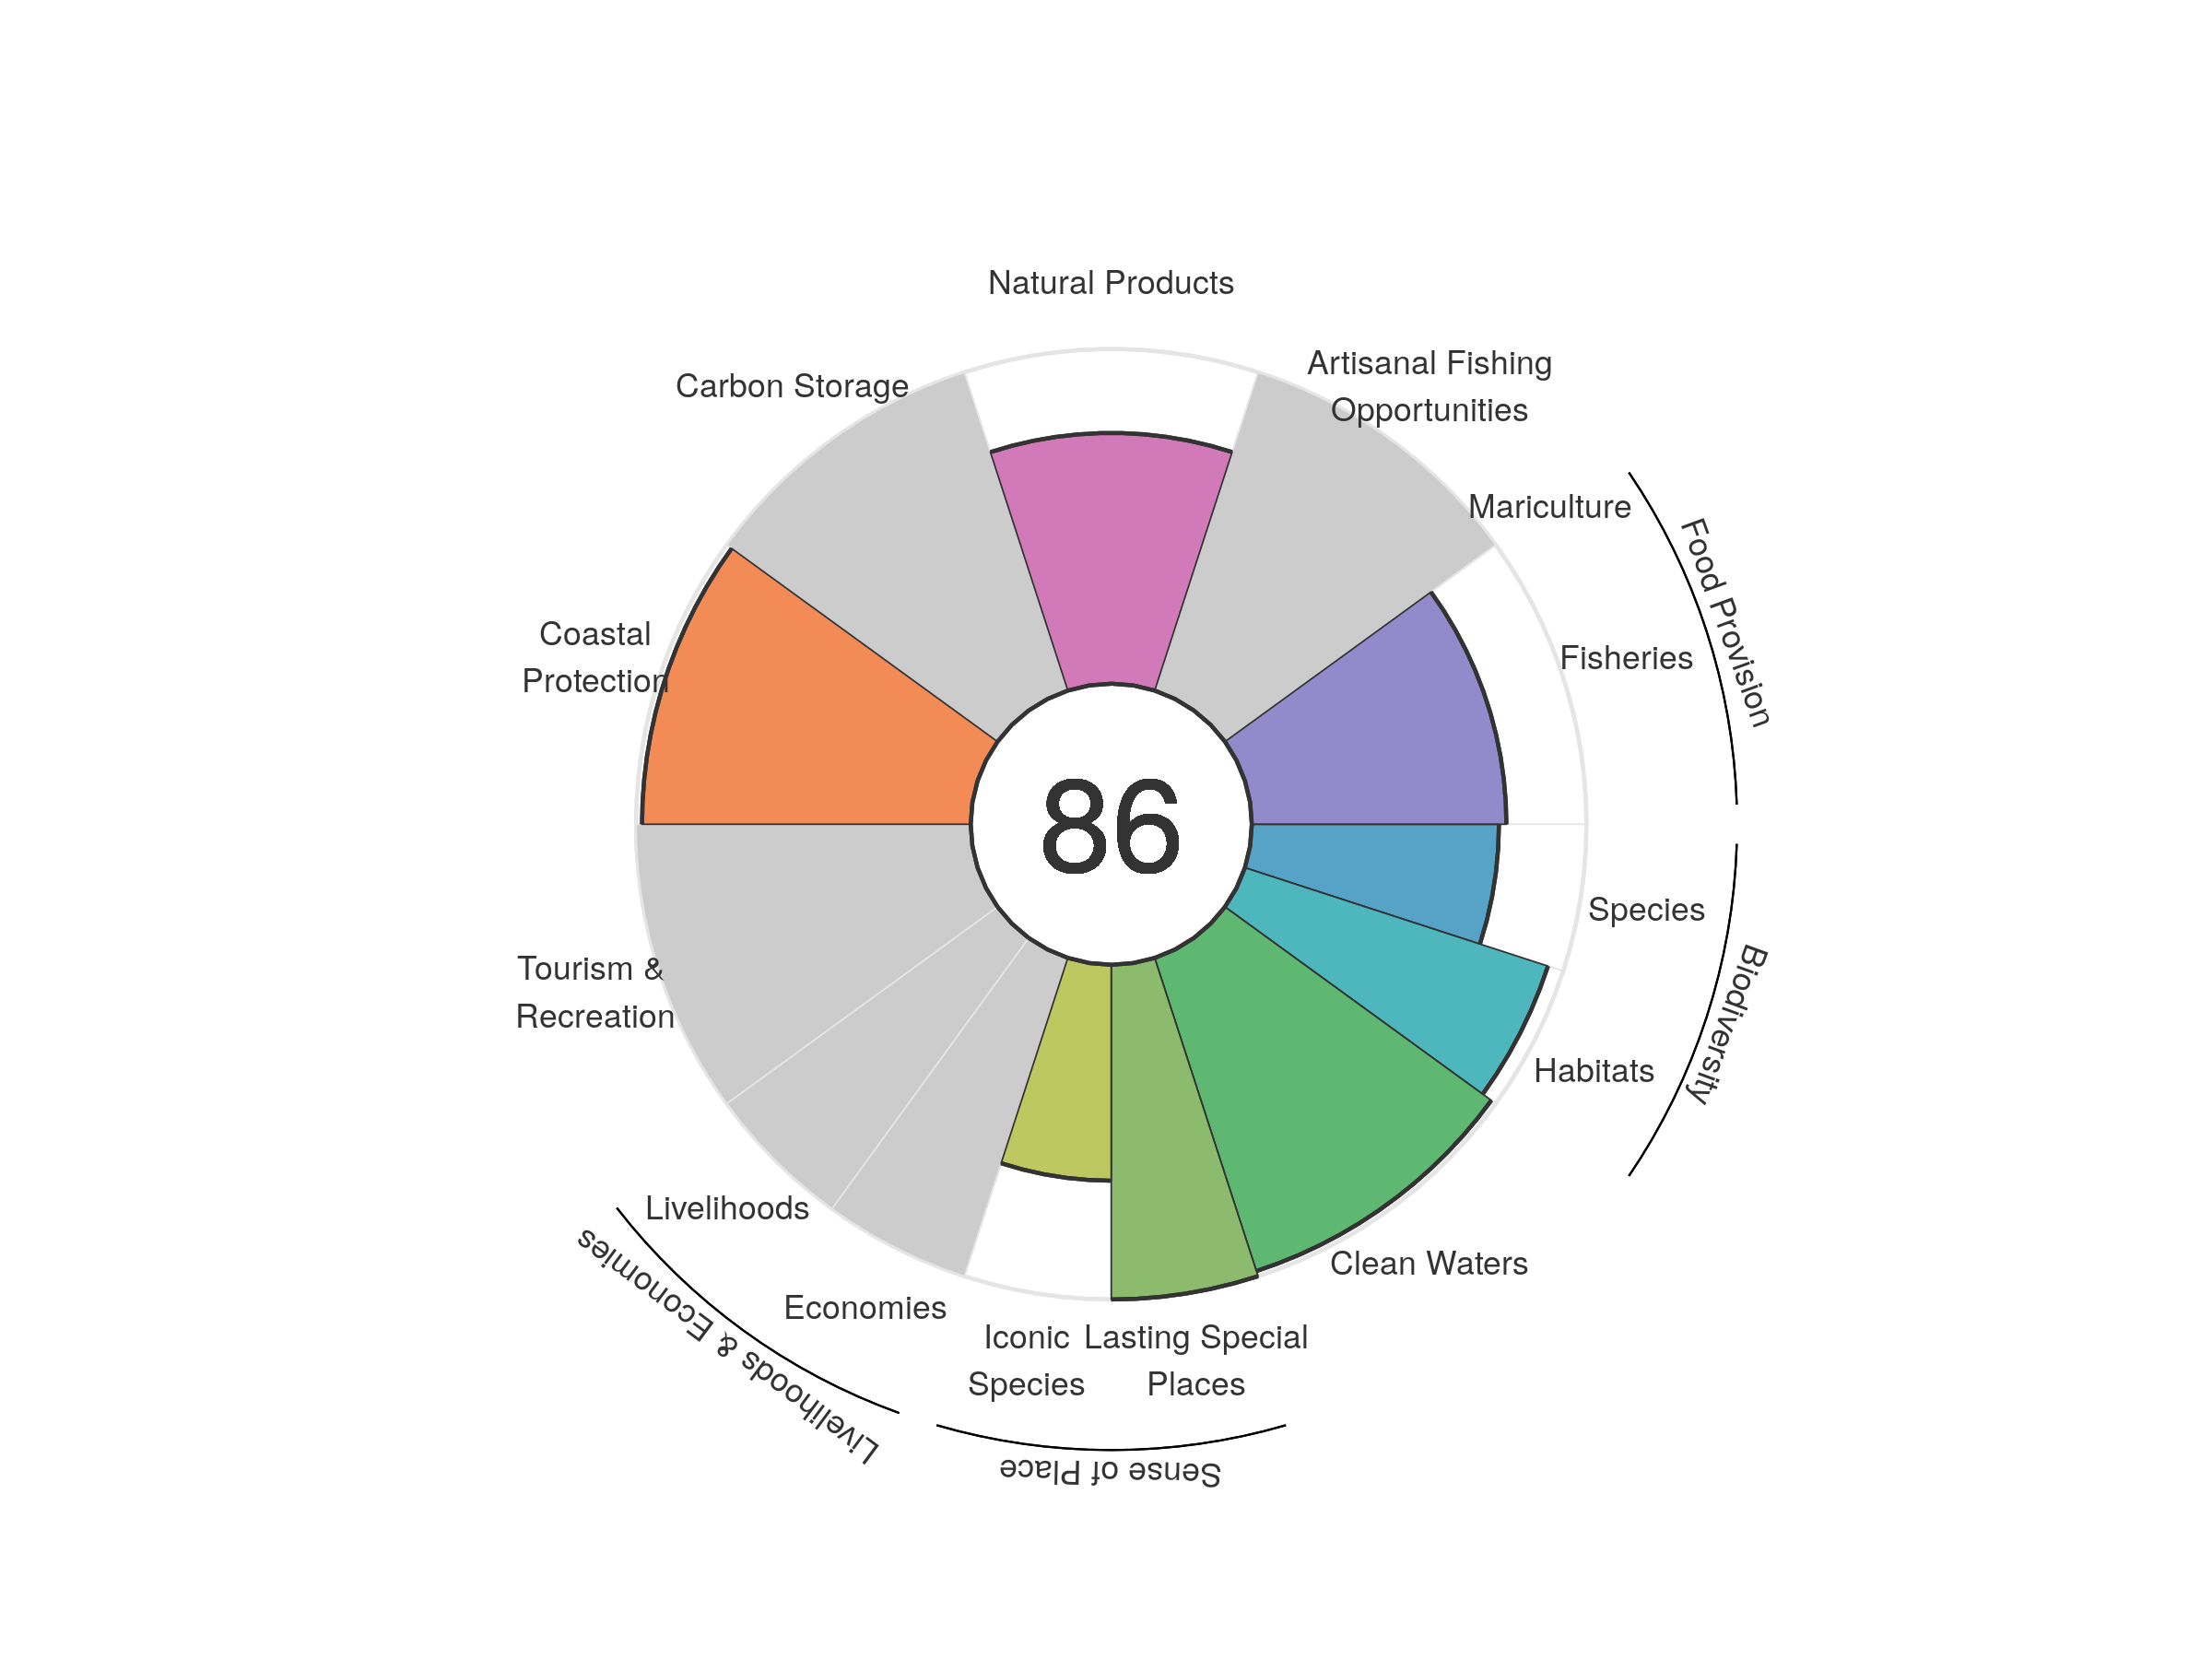 Natural Products
Artisanal Fishing
Opportunities
Carbon Storage
Mariculture
Food Provision
Fisheries
Coastal
Protection
86
Species
Biodiversity
Tourism &
Recreation
Habitats
Livelihoods
Clean Waters
Livelihoods & Economies
Economies
Iconic
Species
Lasting Special
Places
Sense of Place